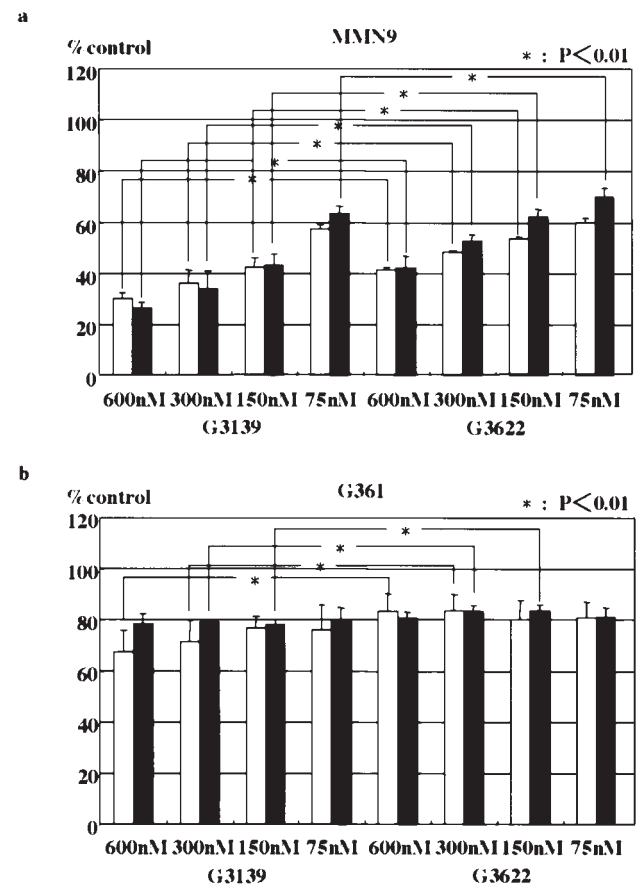 a
% control
MMN9
* : P<0.01
120
100
80
60
40
20
0
600nM 300nM 150nM 75nM 600nM 300nM 150nM 75nM
G3139 G3622
b
% control
G361
* : P<0.01
120
100
80
60
40
20
0
600nM 300nM 150nM 75nM 600nM 300nM 150nM 75nM
G3139 G3622